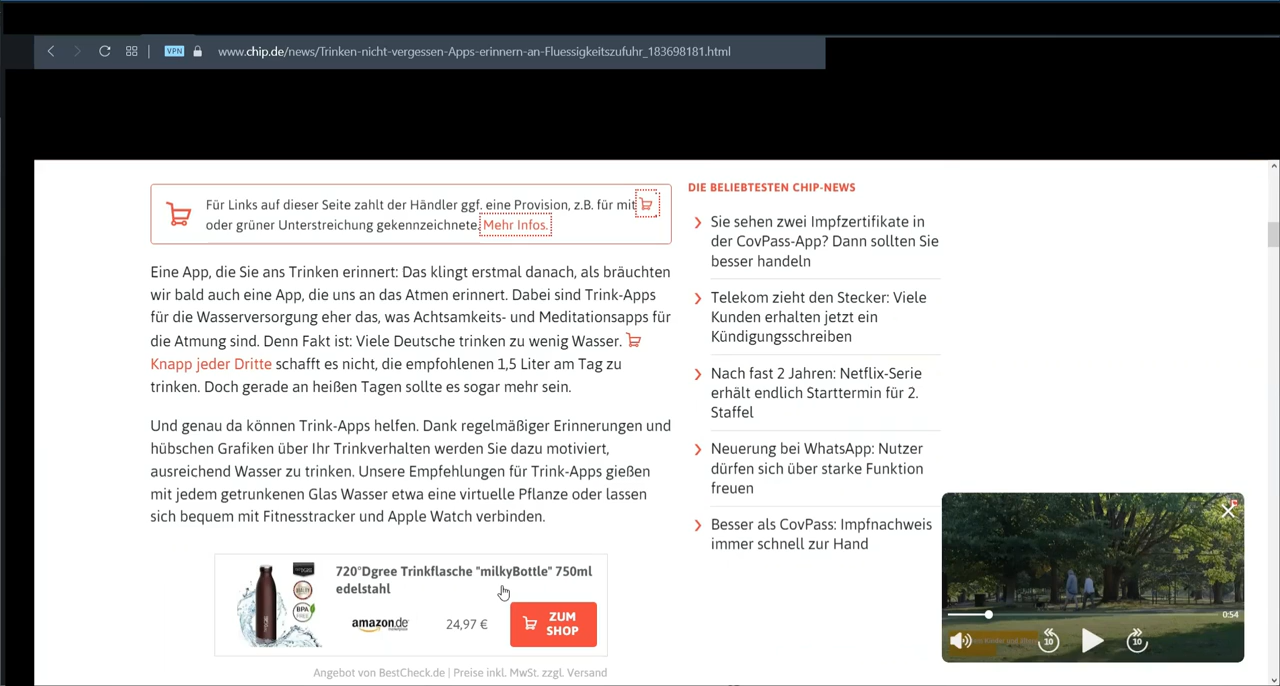 VPN www.chip.de/news/Trinken-nicht-vergessen-Apps-erinnern-an-Fluessigkeitszufuhr_183698181.html
Für Links auf dieser Seite zahlt der Händler ggf. eine Provision, z.B. für mit
oder grüner Unterstreichung gekennzeichnete. Mehr Infos.
Eine App, die Sie ans Trinken erinnert: Das klingt erstmal danach, als bräuchten
wir bald auch eine App, die uns an das Atmen erinnert. Dabei sind Trink-Apps
für die Wasserversorgung eher das, was Achtsamkeits- und Meditationsapps für
die Atmung sind. Denn Fakt ist: Viele Deutsche trinken zu wenig Wasser.
Knapp jeder Dritte schafft es nicht, die empfohlenen 1,5 Liter am Tag zu
trinken. Doch gerade an heißen Tagen sollte es sogar mehr sein.
Und genau da können Trink-Apps helfen. Dank regelmäßiger Erinnerungen und
hübschen Grafiken über Ihr Trinkverhalten werden Sie dazu motiviert,
ausreichend Wasser zu trinken. Unsere Empfehlungen für Trink-Apps gießen
mit jedem getrunkenen Glas Wasser etwa eine virtuelle Pflanze oder lassen
sich bequem mit Fitnesstracker und Apple Watch verbinden.
720°Dgree Trinkflasche "milkyBottle" 750ml
edelstahl
BPA
amazon.de
24,97 €
ZUM
SHOP
Angebot von BestCheck.de | Preise inkl. MwSt. zzgl. Versand
DIE BELIEBTESTEN CHIP-NEWS
Sie sehen zwei Impfzertifikate in
der CovPass-App? Dann sollten Sie
besser handeln
Telekom zieht den Stecker: Viele
Kunden erhalten jetzt ein
Kündigungsschreiben
Nach fast 2 Jahren: Netflix-Serie
erhält endlich Starttermin für 2.
Staffel
Neuerung bei WhatsApp: Nutzer
dürfen sich über starke Funktion
freuen
Besser als CovPass: Impfnachweis
immer schnell zur Hand
0:54
10
10